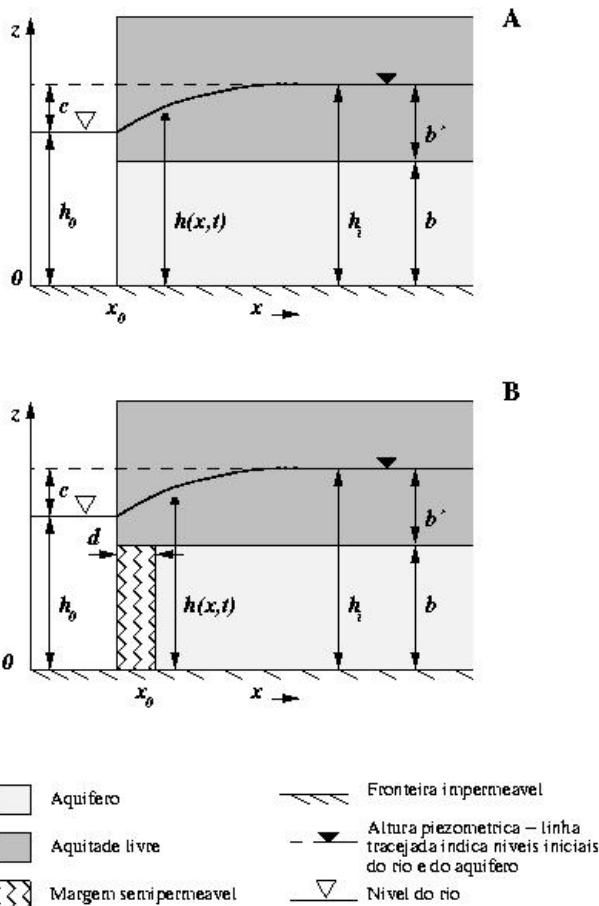 A
z
c
h₀
h(x,t)
hᵢ
b'
b
0
x₀
x
B
z
c
d
h₀
h(x,t)
hᵢ
b'
b
0
x₀
x
Aquifero
Aquitade livre
Margem semipermeavel
Fronteira impermeavel
Altura piezometrica – linha
tracejada indica niveis iniciais
do rio e do aquifero
Nivel do rio